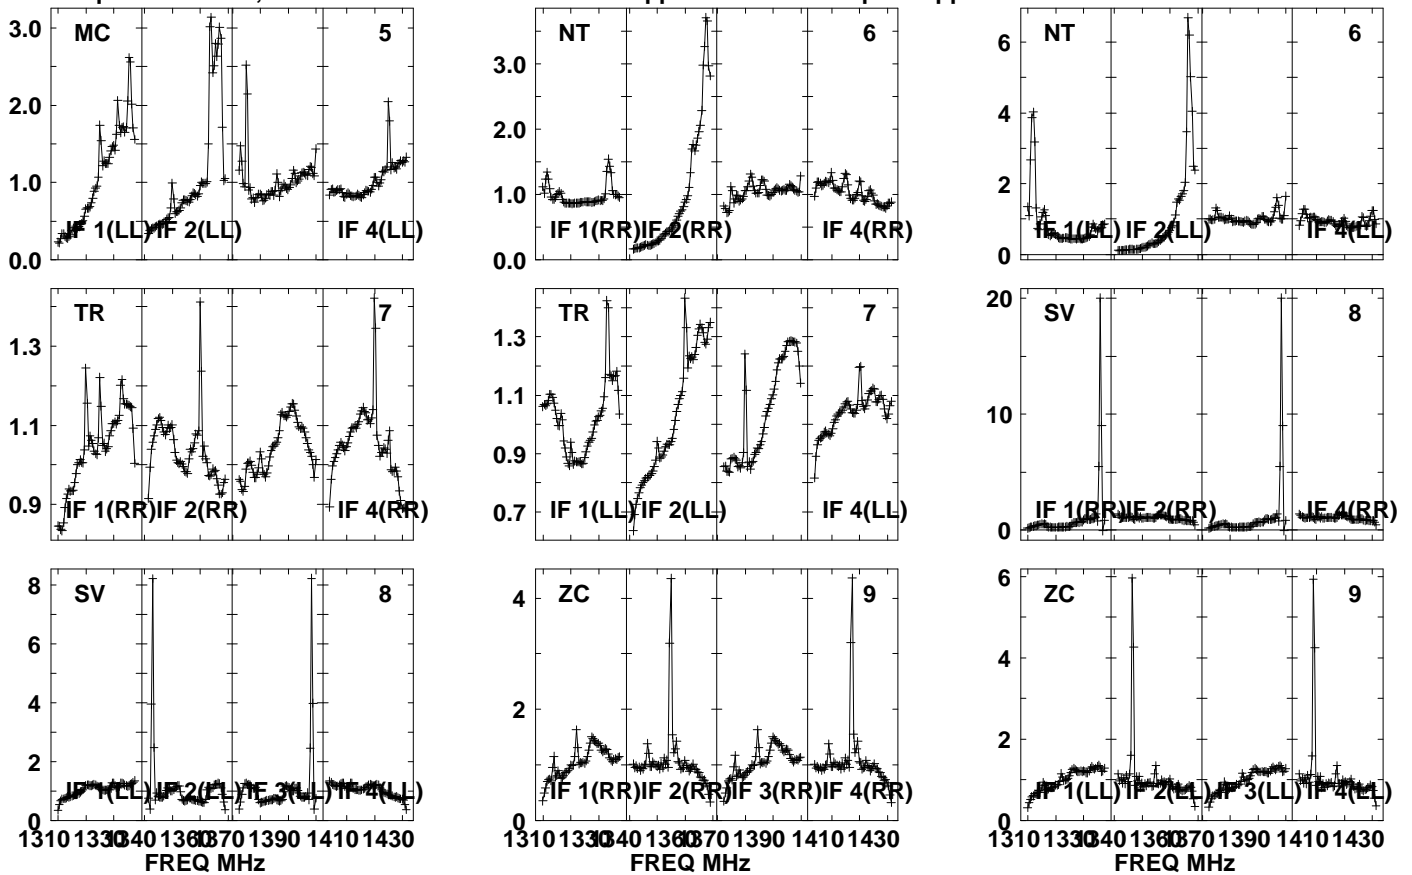 MC 5
3.0
2.0
1.0
0.0
IF 1(LL) IF 2(LL) IF 4(LL)
NT 6
3.0
2.0
1.0
0.0
IF 1(RR) IF 2(RR) IF 4(RR)
NT 6
6
4
2
0
IF 1(LL) IF 2(LL) IF 4(LL)
TR 7
1.3
1.1
0.9
IF 1(RR) IF 2(RR) IF 4(RR)
TR 7
1.3
1.1
0.9
0.7
IF 1(LL) IF 2(LL) IF 4(LL)
SV 8
20
10
0
IF 1(RR) IF 2(RR) IF 4(RR)
SV 8
8
6
4
2
0
IF 1(LL) IF 2(LL) IF 3(LL) IF 4(LL)
1310 1330 1340 1360 1370 1390 1410
FREQ MHz
ZC 9
4
2
0
IF 1(RR) IF 2(RR) IF 3(RR) IF 4(RR)
1310 1330 1340 1360 1370 1390 1410
ZC 9
6
4
2
0
IF 1(LL) IF 2(LL) IF 3(LL) IF 4(LL)
1310 1330 1340 1360 1370 1390 1410
FREQ MHz